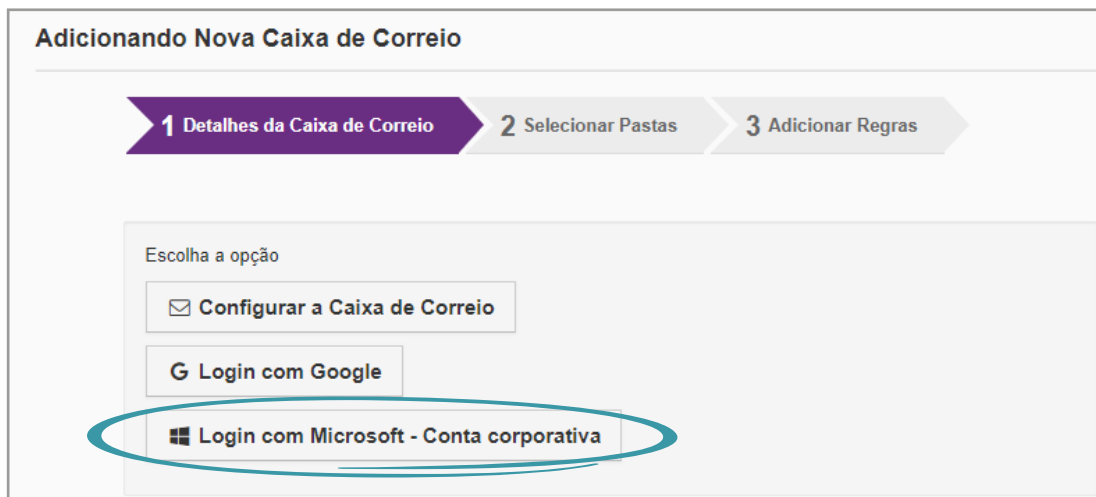 Adicionando Nova Caixa de Correio
1 Detalhes da Caixa de Correio
2 Selecionar Pastas
3 Adicionar Regras
Escolha a opção
Configurar a Caixa de Correio
G Login com Google
Login com Microsoft - Conta corporativa